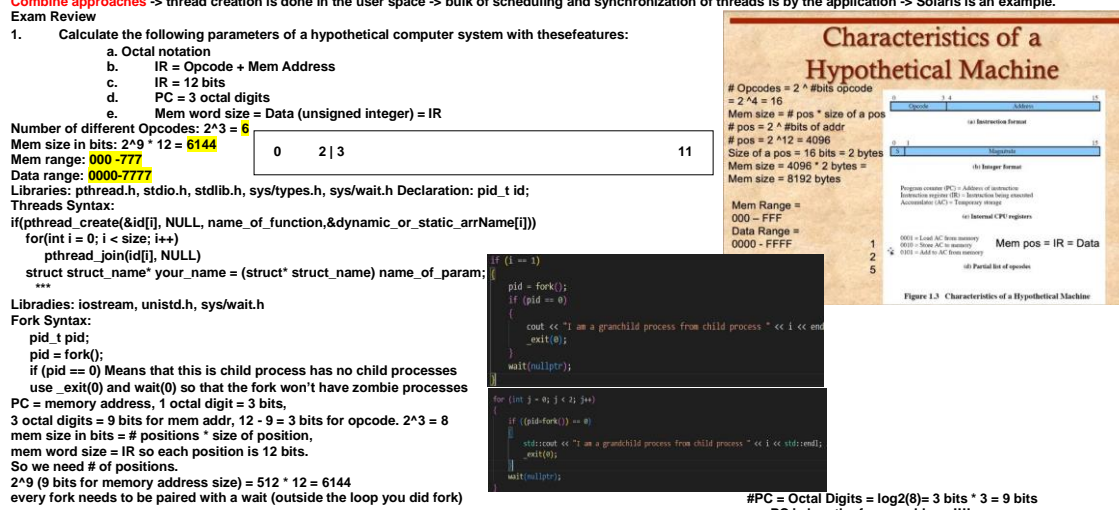 Combine approaches -> thread creation is done in the user space -> bulk of scheduling and synchronization of threads is by the application -> Solaris is an example.
Exam Review
1. Calculate the following parameters of a hypothetical computer system with thesefeatures:
a. Octal notation
b. IR = Opcode + Mem Address
c. IR = 12 bits
d. PC = 3 octal digits
e. Mem word size = Data (unsigned integer) = IR
Number of different Opcodes: 2^3 = 6
Mem size in bits: 2^9 * 12 = 6144
Mem range: 000 -777
Data range: 0000-7777
0 2 | 3 11
Libraries: pthread.h, stdio.h, stdlib.h, sys/types.h, sys/wait.h Declaration: pid_t id;
Threads Syntax:
if(pthread_create(&id[i], NULL, name_of_function,&dynamic_or_static_arrName[i]))
for(int i = 0; i < size; i++)
pthread_join(id[i], NULL)
struct struct_name* your_name = (struct* struct_name) name_of_param;
***
Libradies: iostream, unistd.h, sys/wait.h
Fork Syntax:
pid_t pid;
pid = fork();
if (pid == 0) Means that this is child process has no child processes
use _exit(0) and wait(0) so that the fork won't have zombie processes
PC = memory address, 1 octal digit = 3 bits,
3 octal digits = 9 bits for mem addr, 12 - 9 = 3 bits for opcode. 2^3 = 8
mem size in bits = # positions * size of position,
mem word size = IR so each position is 12 bits.
So we need # of positions.
2^9 (9 bits for memory address size) = 512 * 12 = 6144
every fork needs to be paired with a wait (outside the loop you did fork)
if (i == 1)
{
pid = fork();
if (pid == 0)
{
cout << "I am a granchild process from child process " << i << end
_exit(0);
}
wait(nullptr);
}
for (int j = 0; j < 2; j++)
{
if ((pid=fork()) == 0)
{
std::cout << "I am a grandchild process from child process " << i << std::endl;
_exit(0);
}
wait(nullptr);
}
Characteristics of a
Hypothetical Machine
# Opcodes = 2 ^ #bits opcode
= 2 ^4 = 16
Mem size = # pos * size of a pos
# pos = 2 ^ #bits of addr
# pos = 2 ^12 = 4096
Size of a pos = 16 bits = 2 bytes
Mem size = 4096 * 2 bytes =
Mem size = 8192 bytes
Mem Range =
000 – FFF
Data Range =
0000 - FFFF
1
2
5
0 3 4 15
Opcode Address
(a) Instruction format
0 1 15
S Magnitude
(b) Integer format
Program counter (PC) = Address of instruction
Instruction register (IR) = Instruction being executed
Accumulator (AC) = Temporary storage
(c) Internal CPU registers
0001 = Load AC from memory
0010 = Store AC to memory
0101 = Add to AC from memory
Mem pos = IR = Data
(d) Partial list of opcodes
Figure 1.3 Characteristics of a Hypothetical Machine
#PC = Octal Digits = log2(8)= 3 bits * 3 = 9 bits